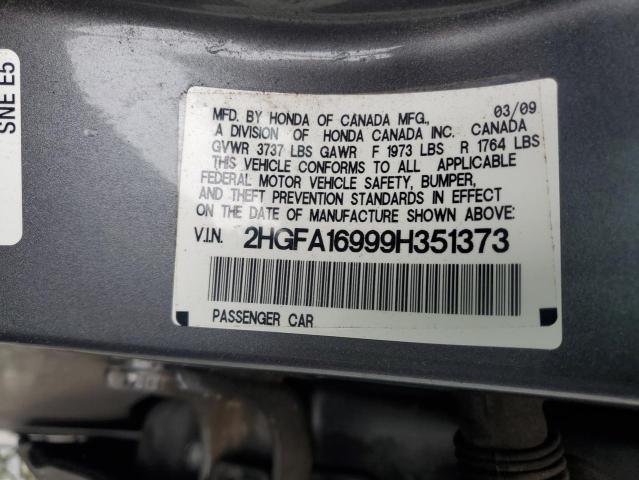 SNE E5
MFD. BY HONDA OF CANADA MFG., 03/09
A DIVISION OF HONDA CANADA INC. CANADA
GVWR 3737 LBS GAWR F 1973 LBS R 1764 LBS
THIS VEHICLE CONFORMS TO ALL APPLICABLE
FEDERAL MOTOR VEHICLE SAFETY, BUMPER,
AND THEFT PREVENTION STANDARDS IN EFFECT
ON THE DATE OF MANUFACTURE SHOWN ABOVE:
V.I.N. 2HGFA16999H351373
PASSENGER CAR